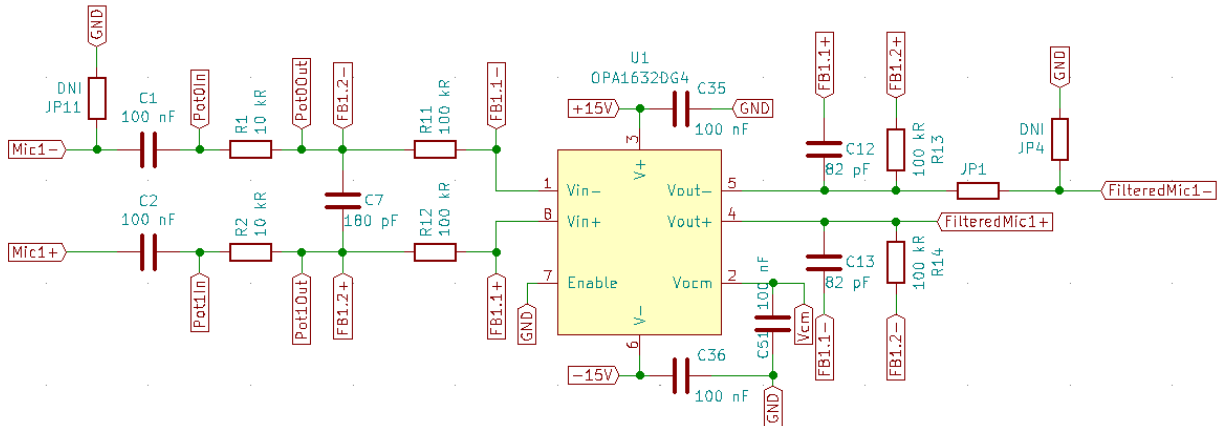 GND
DNI
JP11
C1
100 nF
Pot0In
R1
10 kR
Pot0Out
FB1.2-
R11
100 kR
FB1.1-
Mic1-
C2
100 nF
R2
10 kR
C7
180 pF
R12
100 kR
Mic1+
Pot1In
Pot1Out
FB1.2+
FB1.1+
U1
OPA1632DG4
+15V
C35
100 nF
GND
3
V+
1
Vin-
Vout-
5
8
Vin+
Vout+
4
7
Enable
Vocm
2
GND
V-
6
-15V
C36
100 nF
GND
C51
100 nF
Vcm
FB1.1+
FB1.2+
C12
82 pF
R13
100 kR
JP1
GND
DNI
JP4
FilteredMic1-
FilteredMic1+
C13
82 pF
R14
100 kR
FB1.1-
FB1.2-